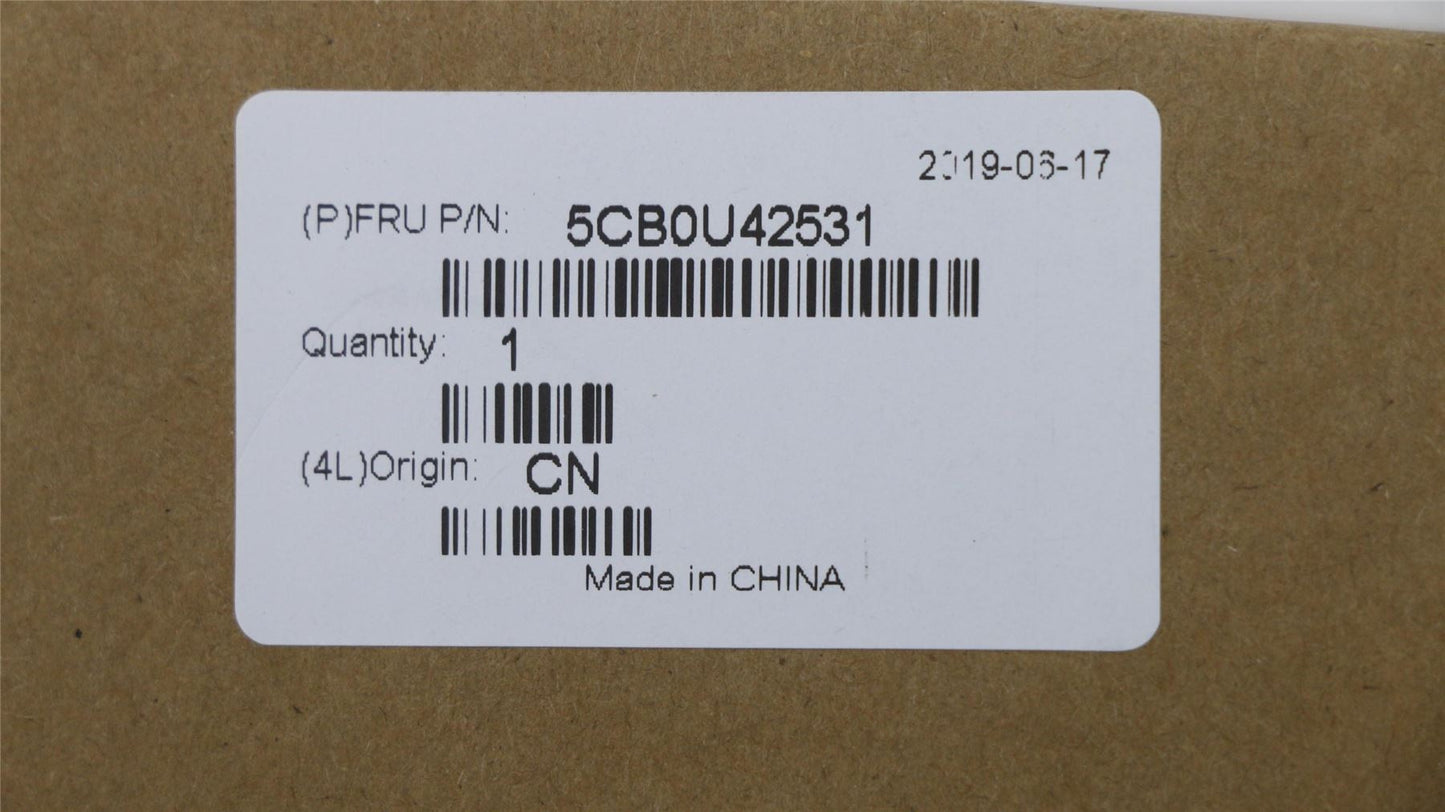 2019-06-17
(P)FRU P/N: 5CB0U42531
Quantity: 1
(4L)Origin: CN
Made in CHINA